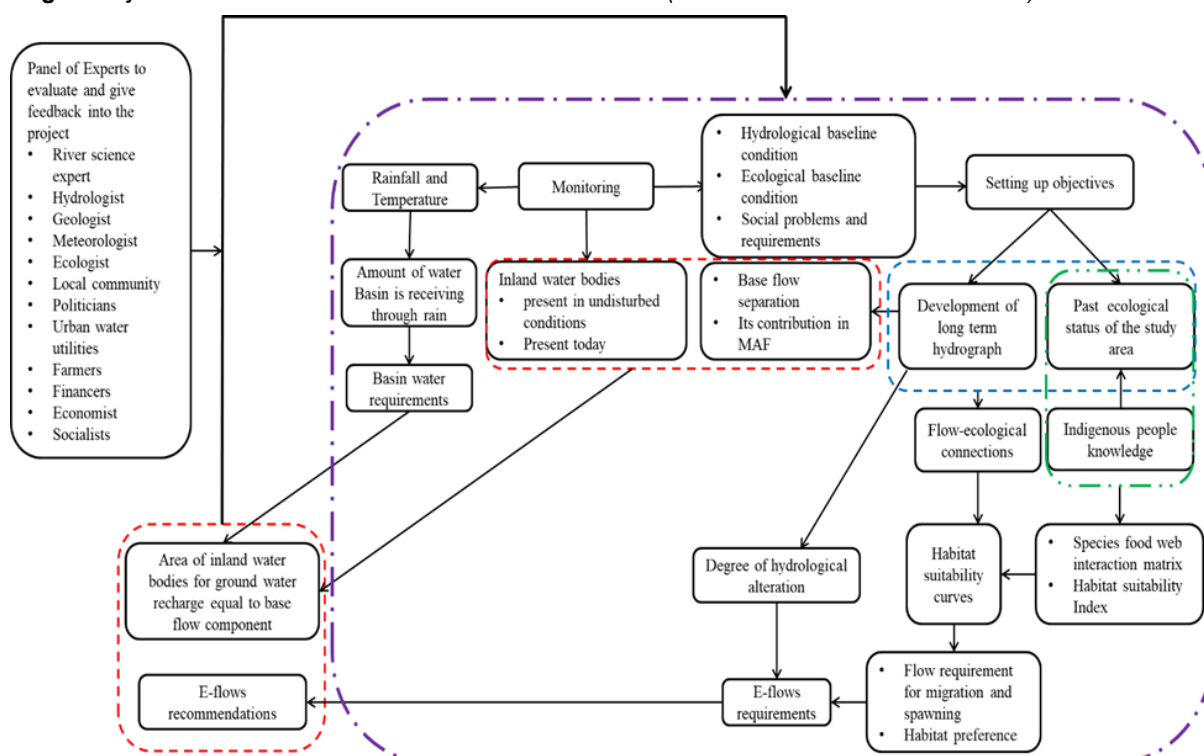 Panel of Experts to
evaluate and give
feedback into the
project
• River science
expert
• Hydrologist
• Geologist
• Meteorologist
• Ecologist
• Local community
• Politicians
• Urban water
utilities
• Farmers
• Financers
• Economist
• Socialists
Rainfall and
Temperature
Monitoring
• Hydrological baseline
condition
• Ecological baseline
condition
• Social problems and
requirements
Setting up objectives
Amount of water
Basin is receiving
through rain
Inland water bodies
• present in undisturbed
conditions
• Present today
• Base flow
separation
• Its contribution in
MAF
Development of
long term
hydrograph
Past ecological
status of the study
area
Basin water
requirements
Flow-ecological
connections
Indigenous people
knowledge
Area of inland water
bodies for ground water
recharge equal to base
flow component
Degree of hydrological
alteration
Habitat
suitability
curves
• Species food web
interaction matrix
• Habitat suitability
Index
E-flows
recommendations
E-flows
requirements
• Flow requirement
for migration and
spawning
• Habitat preference